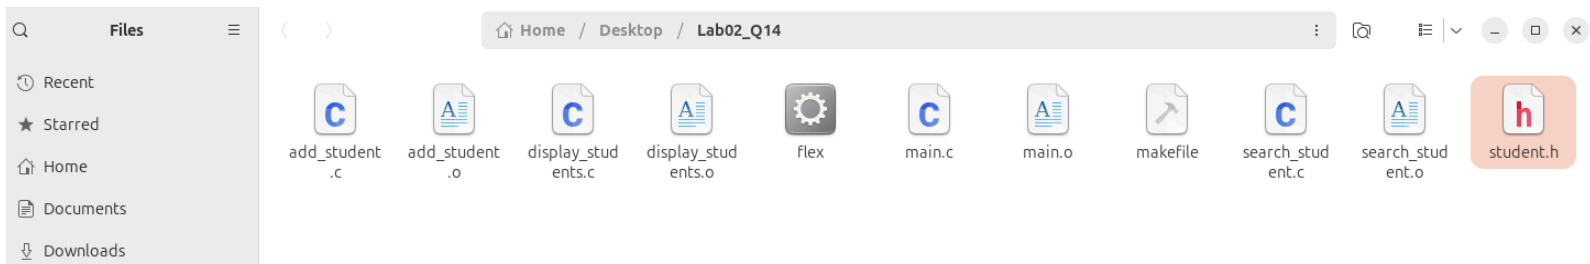 Files
Home / Desktop / Lab02_Q14
Recent
Starred
Home
Documents
Downloads
add_student
.c
add_student
.o
display_stud
ents.c
display_stud
ents.o
flex
main.c
main.o
makefile
search_stud
ent.c
search_stud
ent.o
student.h